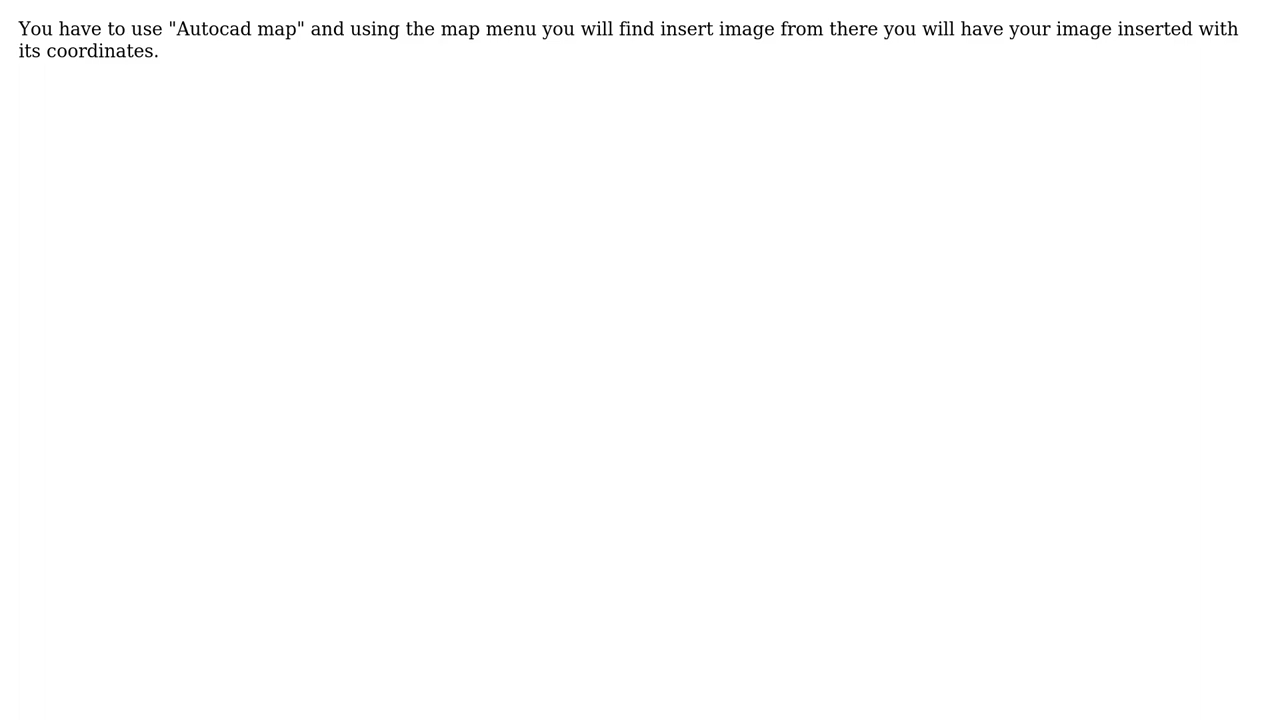 You have to use "Autocad map" and using the map menu you will find insert image from there you will have your image inserted with
its coordinates.